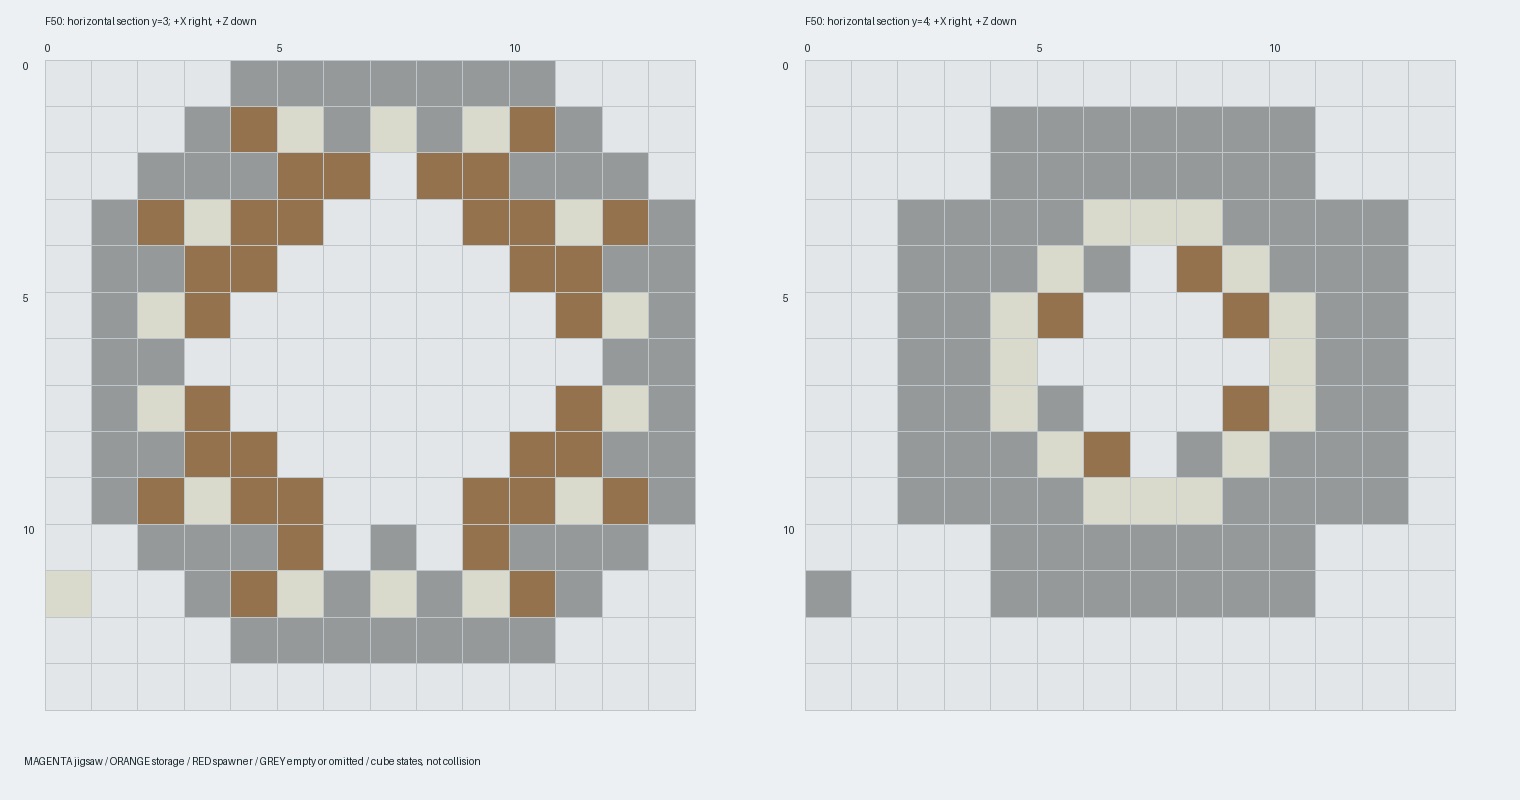 F50: horizontal section y=3; +X right, +Z down
F50: horizontal section y=4; +X right, +Z down
0 5 10
0 5 10
0 0
5 5
10 10
MAGENTA jigsaw / ORANGE storage / RED spawner / GREY empty or omitted / cube states, not collision